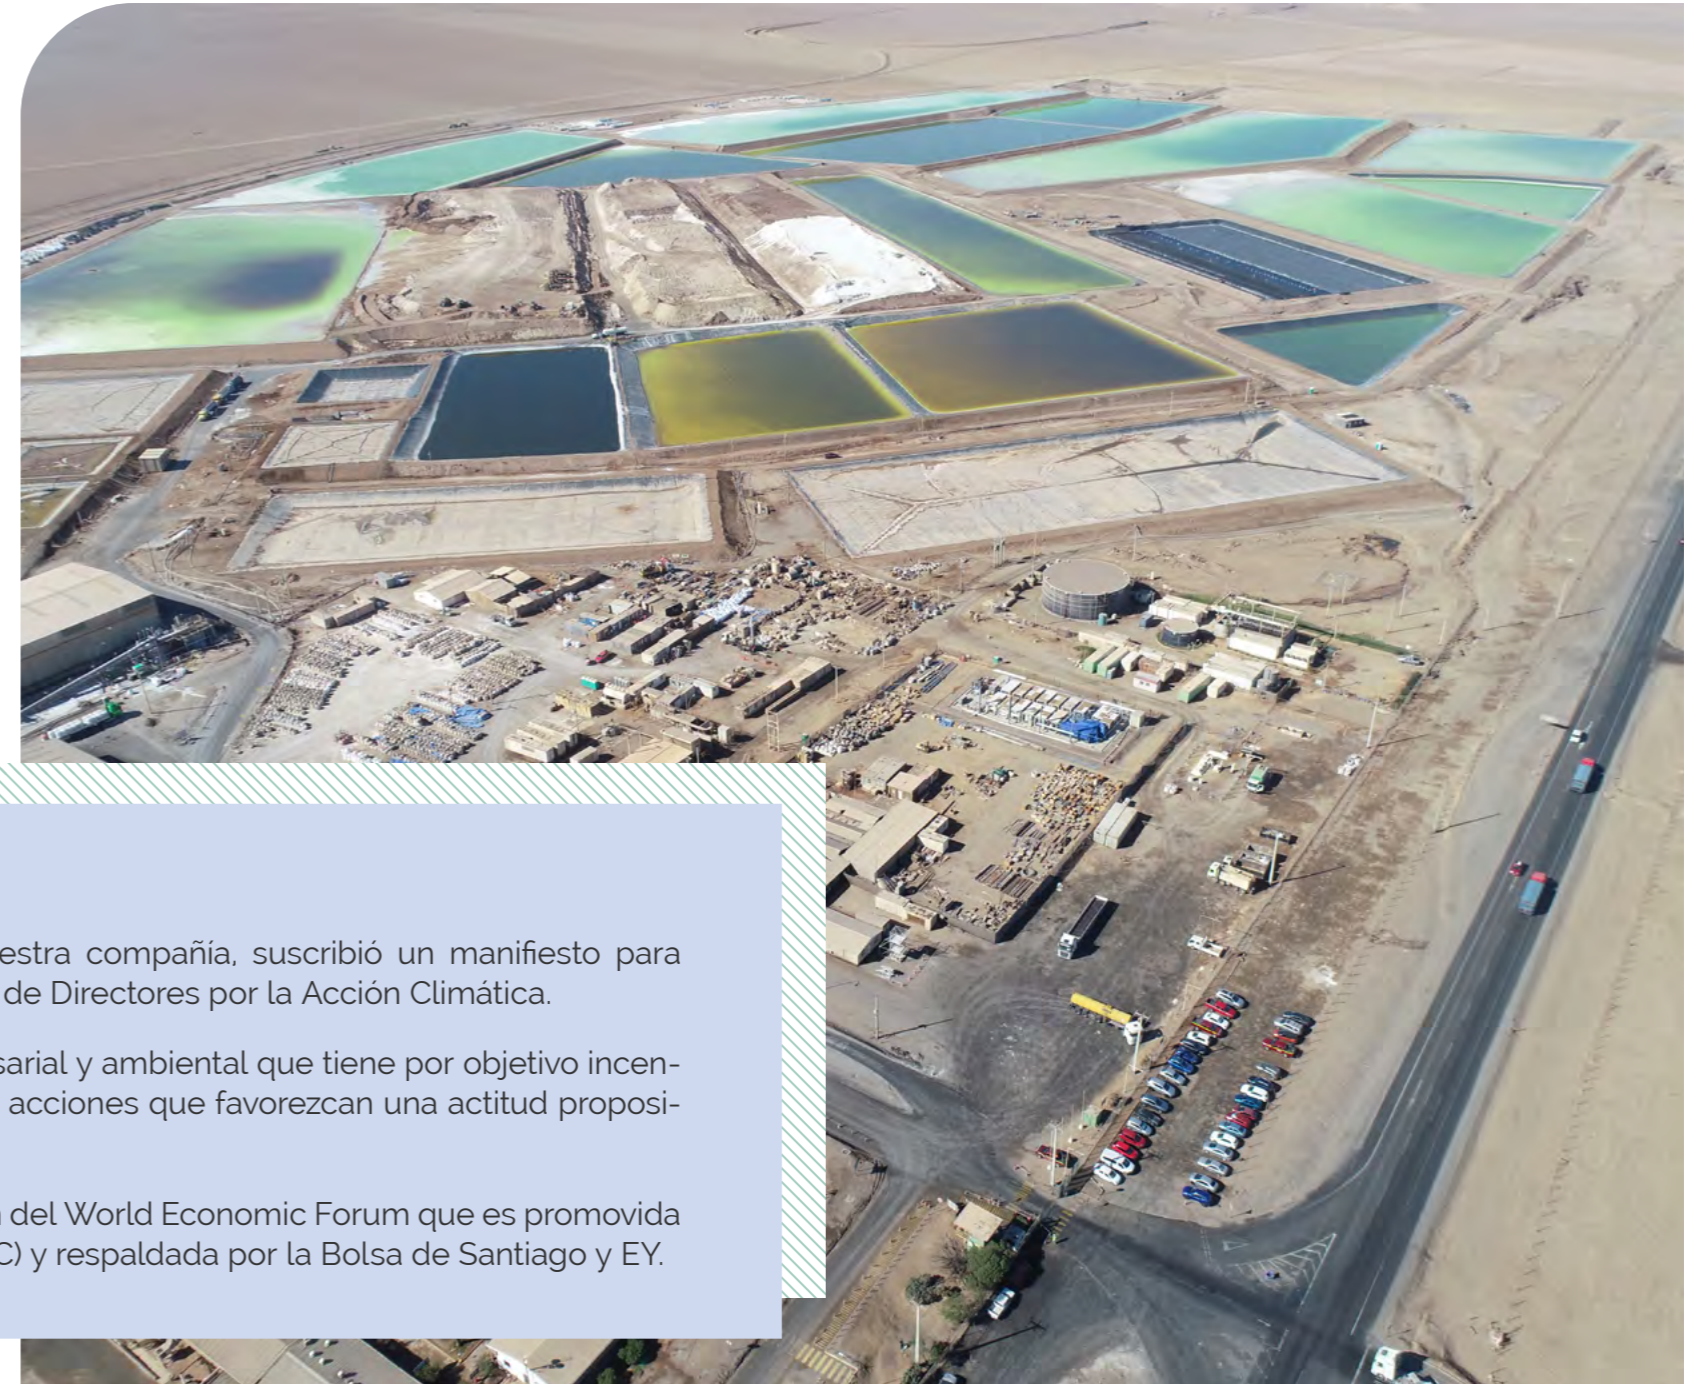 estra compañía, suscribió un manifiesto para
de Directores por la Acción Climática.
sarial y ambiental que tiene por objetivo incen-
acciones que favorezcan una actitud proposi-
del World Economic Forum que es promovida
C) y respaldada por la Bolsa de Santiago y EY.